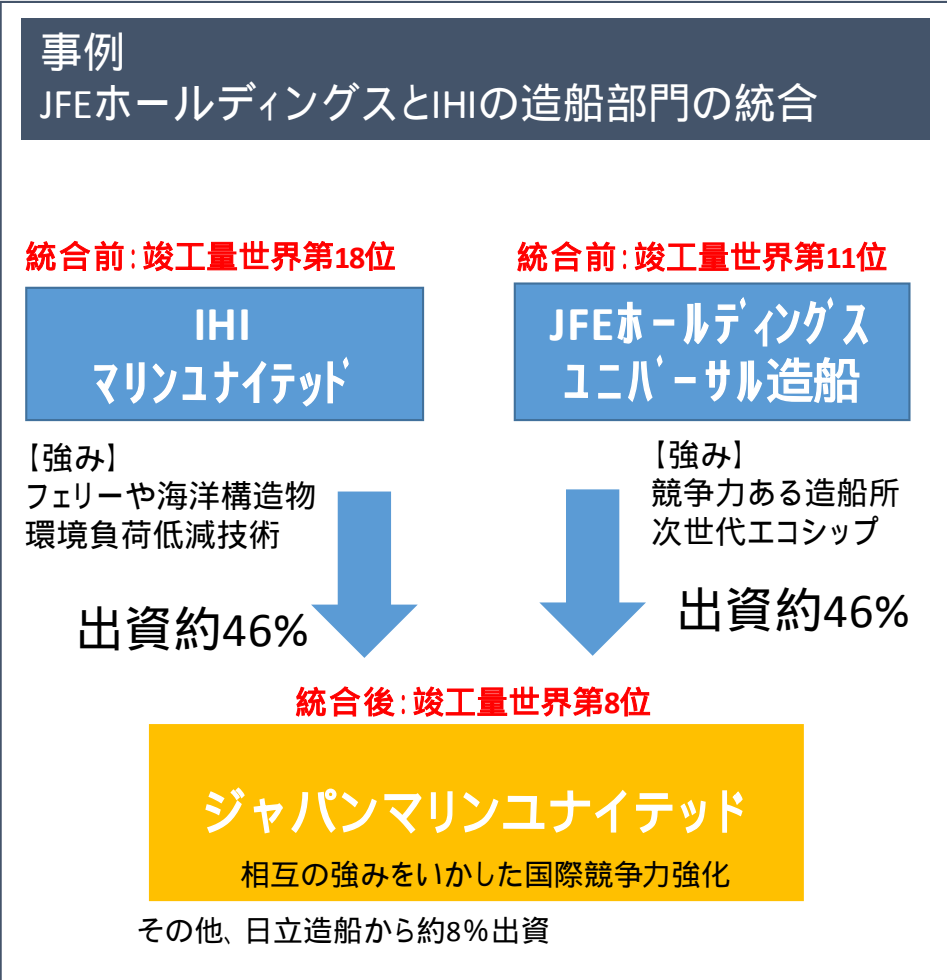 事例
JFEホールディングスとIHIの造船部門の統合
統合前:竣工量世界第18位
IHI
マリンユナイテッド
【強み】
フェリーや海洋構造物
環境負荷低減技術
出資約46%
統合前:竣工量世界第11位
JFEホールディングス
ユニバーサル造船
【強み】
競争力ある造船所
次世代エコシップ
出資約46%
統合後:竣工量世界第8位
ジャパンマリンユナイテッド
相互の強みをいかした国際競争力強化
その他、日立造船から約8%出資